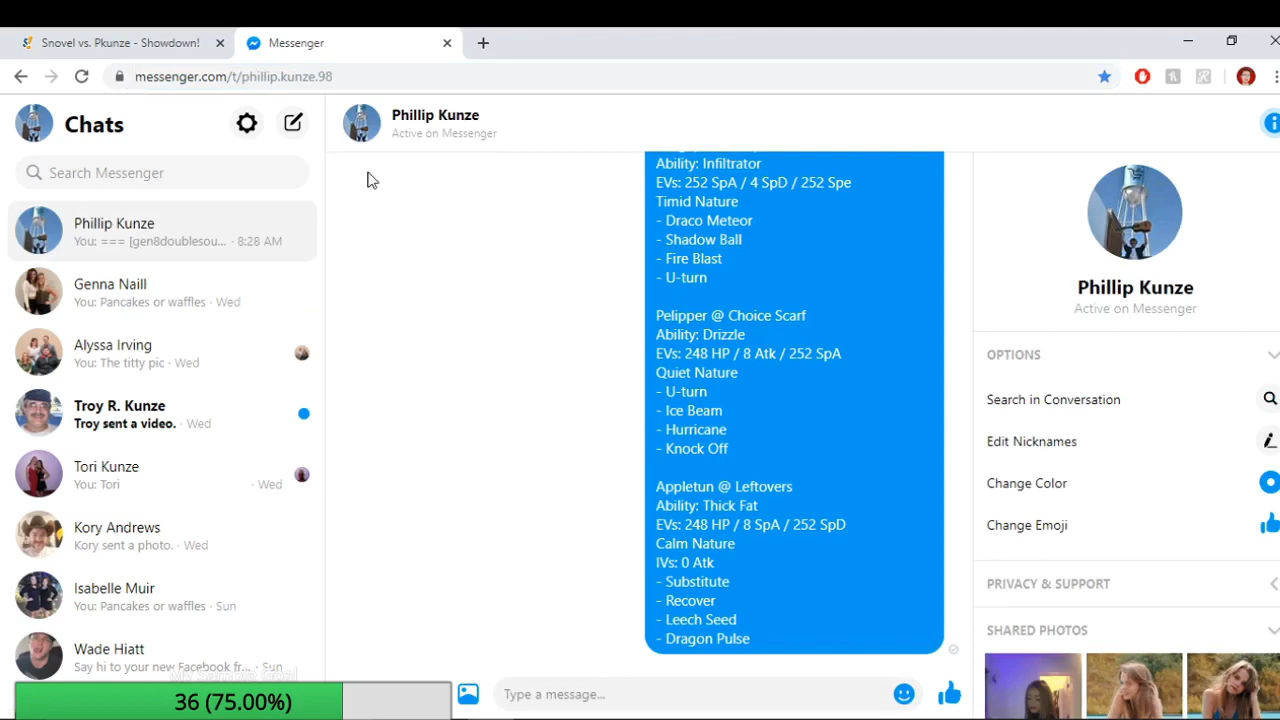 Snovel vs. Pkunze - Showdown!
Messenger
messenger.com/t/phillip.kunze.98
Chats
Search Messenger
Phillip Kunze
You: === [gen8doublesou... · 8:28 AM
Genna Naill
You: Pancakes or waffles · Wed
Alyssa Irving
You: The titty pic · Wed
Troy R. Kunze
Troy sent a video. · Wed
Tori Kunze
You: Tori · Wed
Kory Andrews
Kory sent a photo. · Wed
Isabelle Muir
You: Pancakes or waffles · Sun
Wade Hiatt
Say hi to your new Facebook fr... · Sun
My Sample Goal
36 (75.00%)
Phillip Kunze
Active on Messenger
Ability: Infiltrator
EVs: 252 SpA / 4 SpD / 252 Spe
Timid Nature
- Draco Meteor
- Shadow Ball
- Fire Blast
- U-turn
Pelipper @ Choice Scarf
Ability: Drizzle
EVs: 248 HP / 8 Atk / 252 SpA
Quiet Nature
- U-turn
- Ice Beam
- Hurricane
- Knock Off
Appletun @ Leftovers
Ability: Thick Fat
EVs: 248 HP / 8 SpA / 252 SpD
Calm Nature
IVs: 0 Atk
- Substitute
- Recover
- Leech Seed
- Dragon Pulse
Type a message...
Phillip Kunze
Active on Messenger
OPTIONS
Search in Conversation
Edit Nicknames
Change Color
Change Emoji
PRIVACY & SUPPORT
SHARED PHOTOS